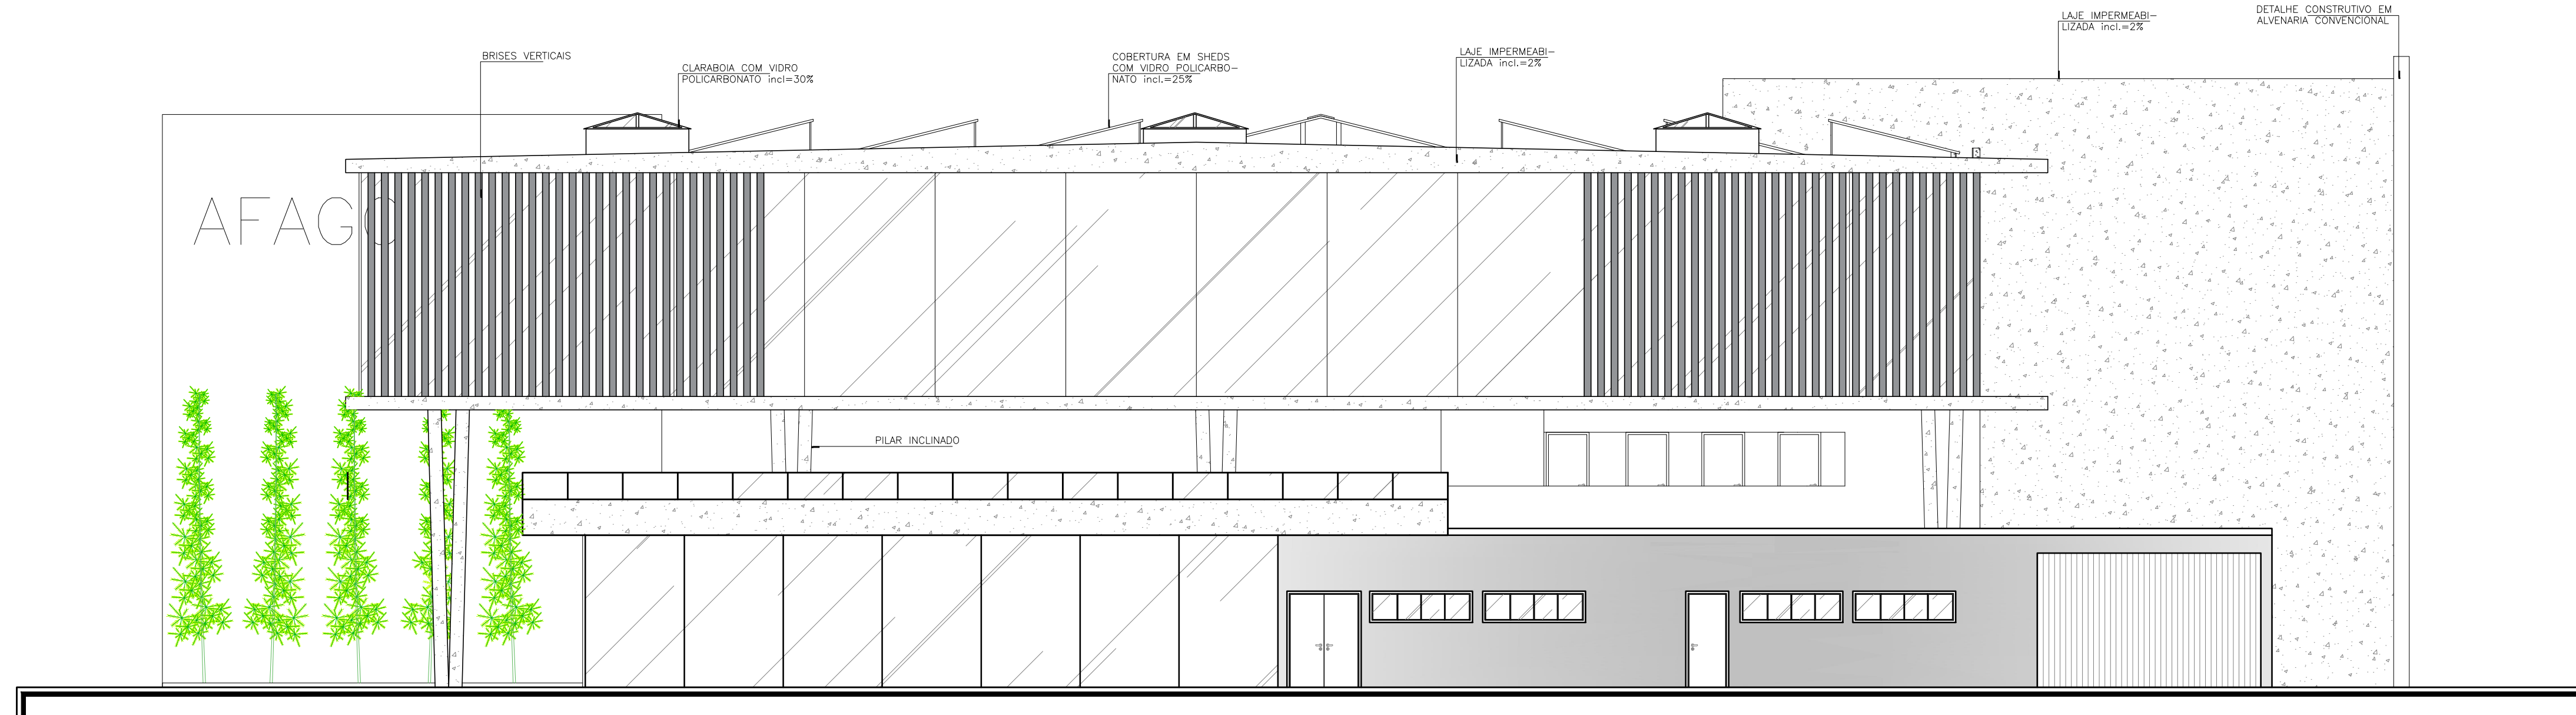 DETALHE CONSTRUTIVO EM
ALVENARIA CONVENCIONAL
LAJE IMPERMEABI-
LIZADA incl.=2%
LAJE IMPERMEABI-
LIZADA incl.=2%
COBERTURA EM SHEDS
COM VIDRO POLICARBO-
NATO incl.=25%
BRISES VERTICAIS
CLARABOIA COM VIDRO
POLICARBONATO incl=30%
AFAGO
PILAR INCLINADO